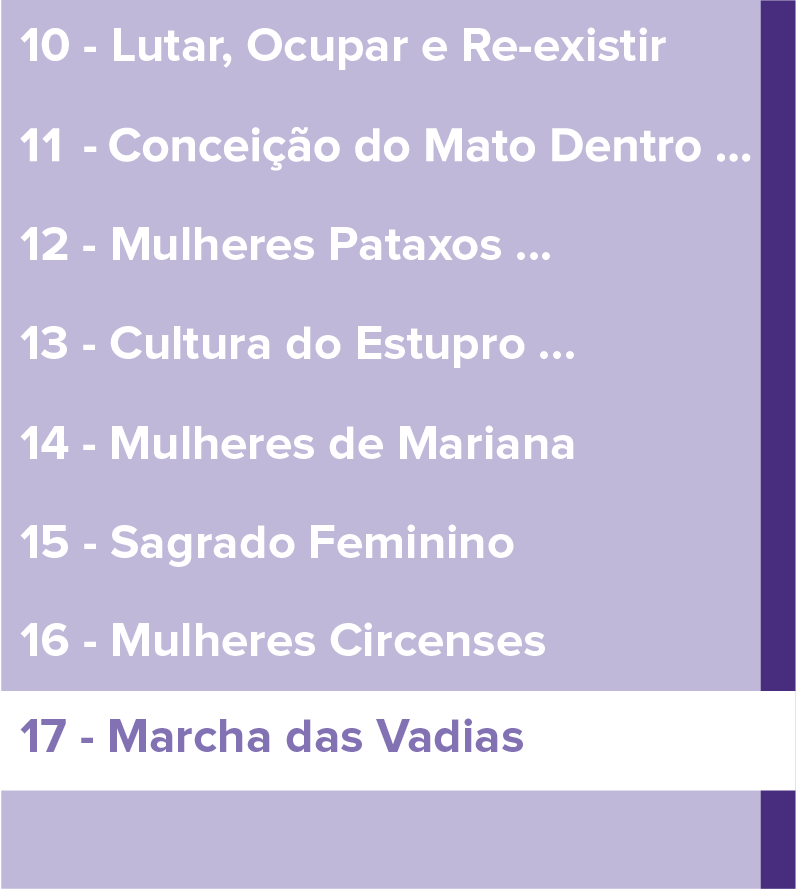 10 - Lutar, Ocupar e Re-existir
11 - Conceição do Mato Dentro ...
12 - Mulheres Pataxos ...
13 - Cultura do Estupro ...
14 - Mulheres de Mariana
15 - Sagrado Feminino
16 - Mulheres Circenses
17 - Marcha das Vadias